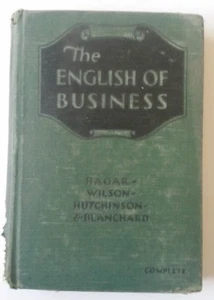 The
ENGLISH OF
BUSINESS
HAGAR-
WILSON-
HUTCHINSON-
& BLANCHARD
COMPLETE